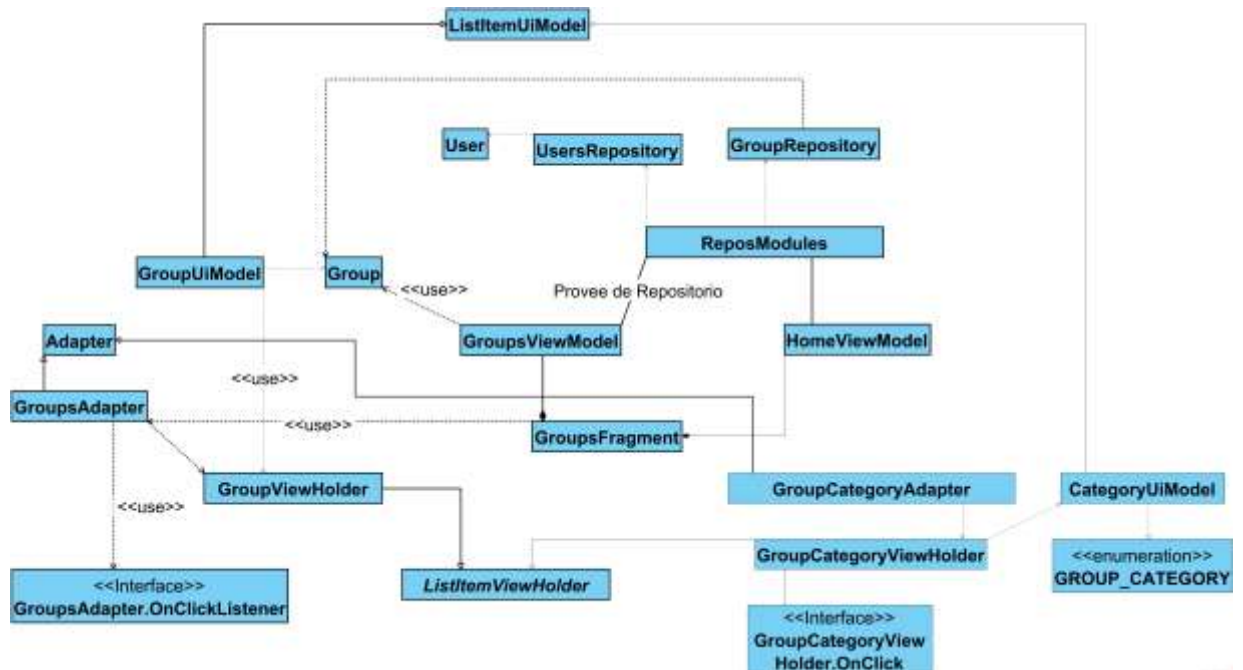 ListItemUiModel
User
UsersRepository
GroupRepository
ReposModules
GroupUiModel
Group
<<use>>
Provee de Repositorio
Adapter
GroupsViewModel
HomeViewModel
<<use>>
GroupsAdapter
<<use>>
GroupsFragment
GroupViewHolder
GroupCategoryAdapter
CategoryUiModel
<<use>>
GroupCategoryViewHolder
<<enumeration>>
GROUP_CATEGORY
<<Interface>>
GroupsAdapter.OnClickListener
ListItemViewHolder
<<Interface>>
GroupCategoryView
Holder.OnClick